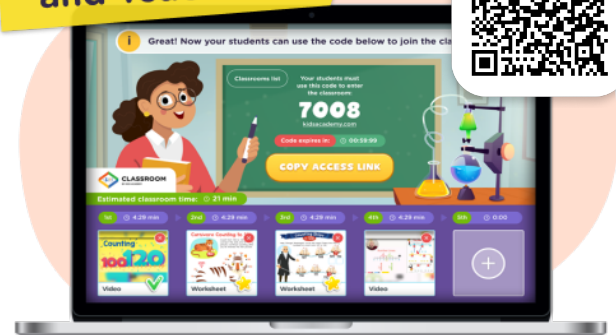 i Great! Now your students can use the code below to join the
Classrooms list
Your students must
use this code to enter
the classroom
7008
kidsacademy.com
Code expires in: 00:59:99
COPY ACCESS LINK
CLASSROOM
Estimated classroom time: 21 min
1st 4:29 min 2nd 4:29 min 3rd 4:29 min 4th 4:29 min 5th 0:00
Counting
100 120
Video
Worksheet
Worksheet
Video